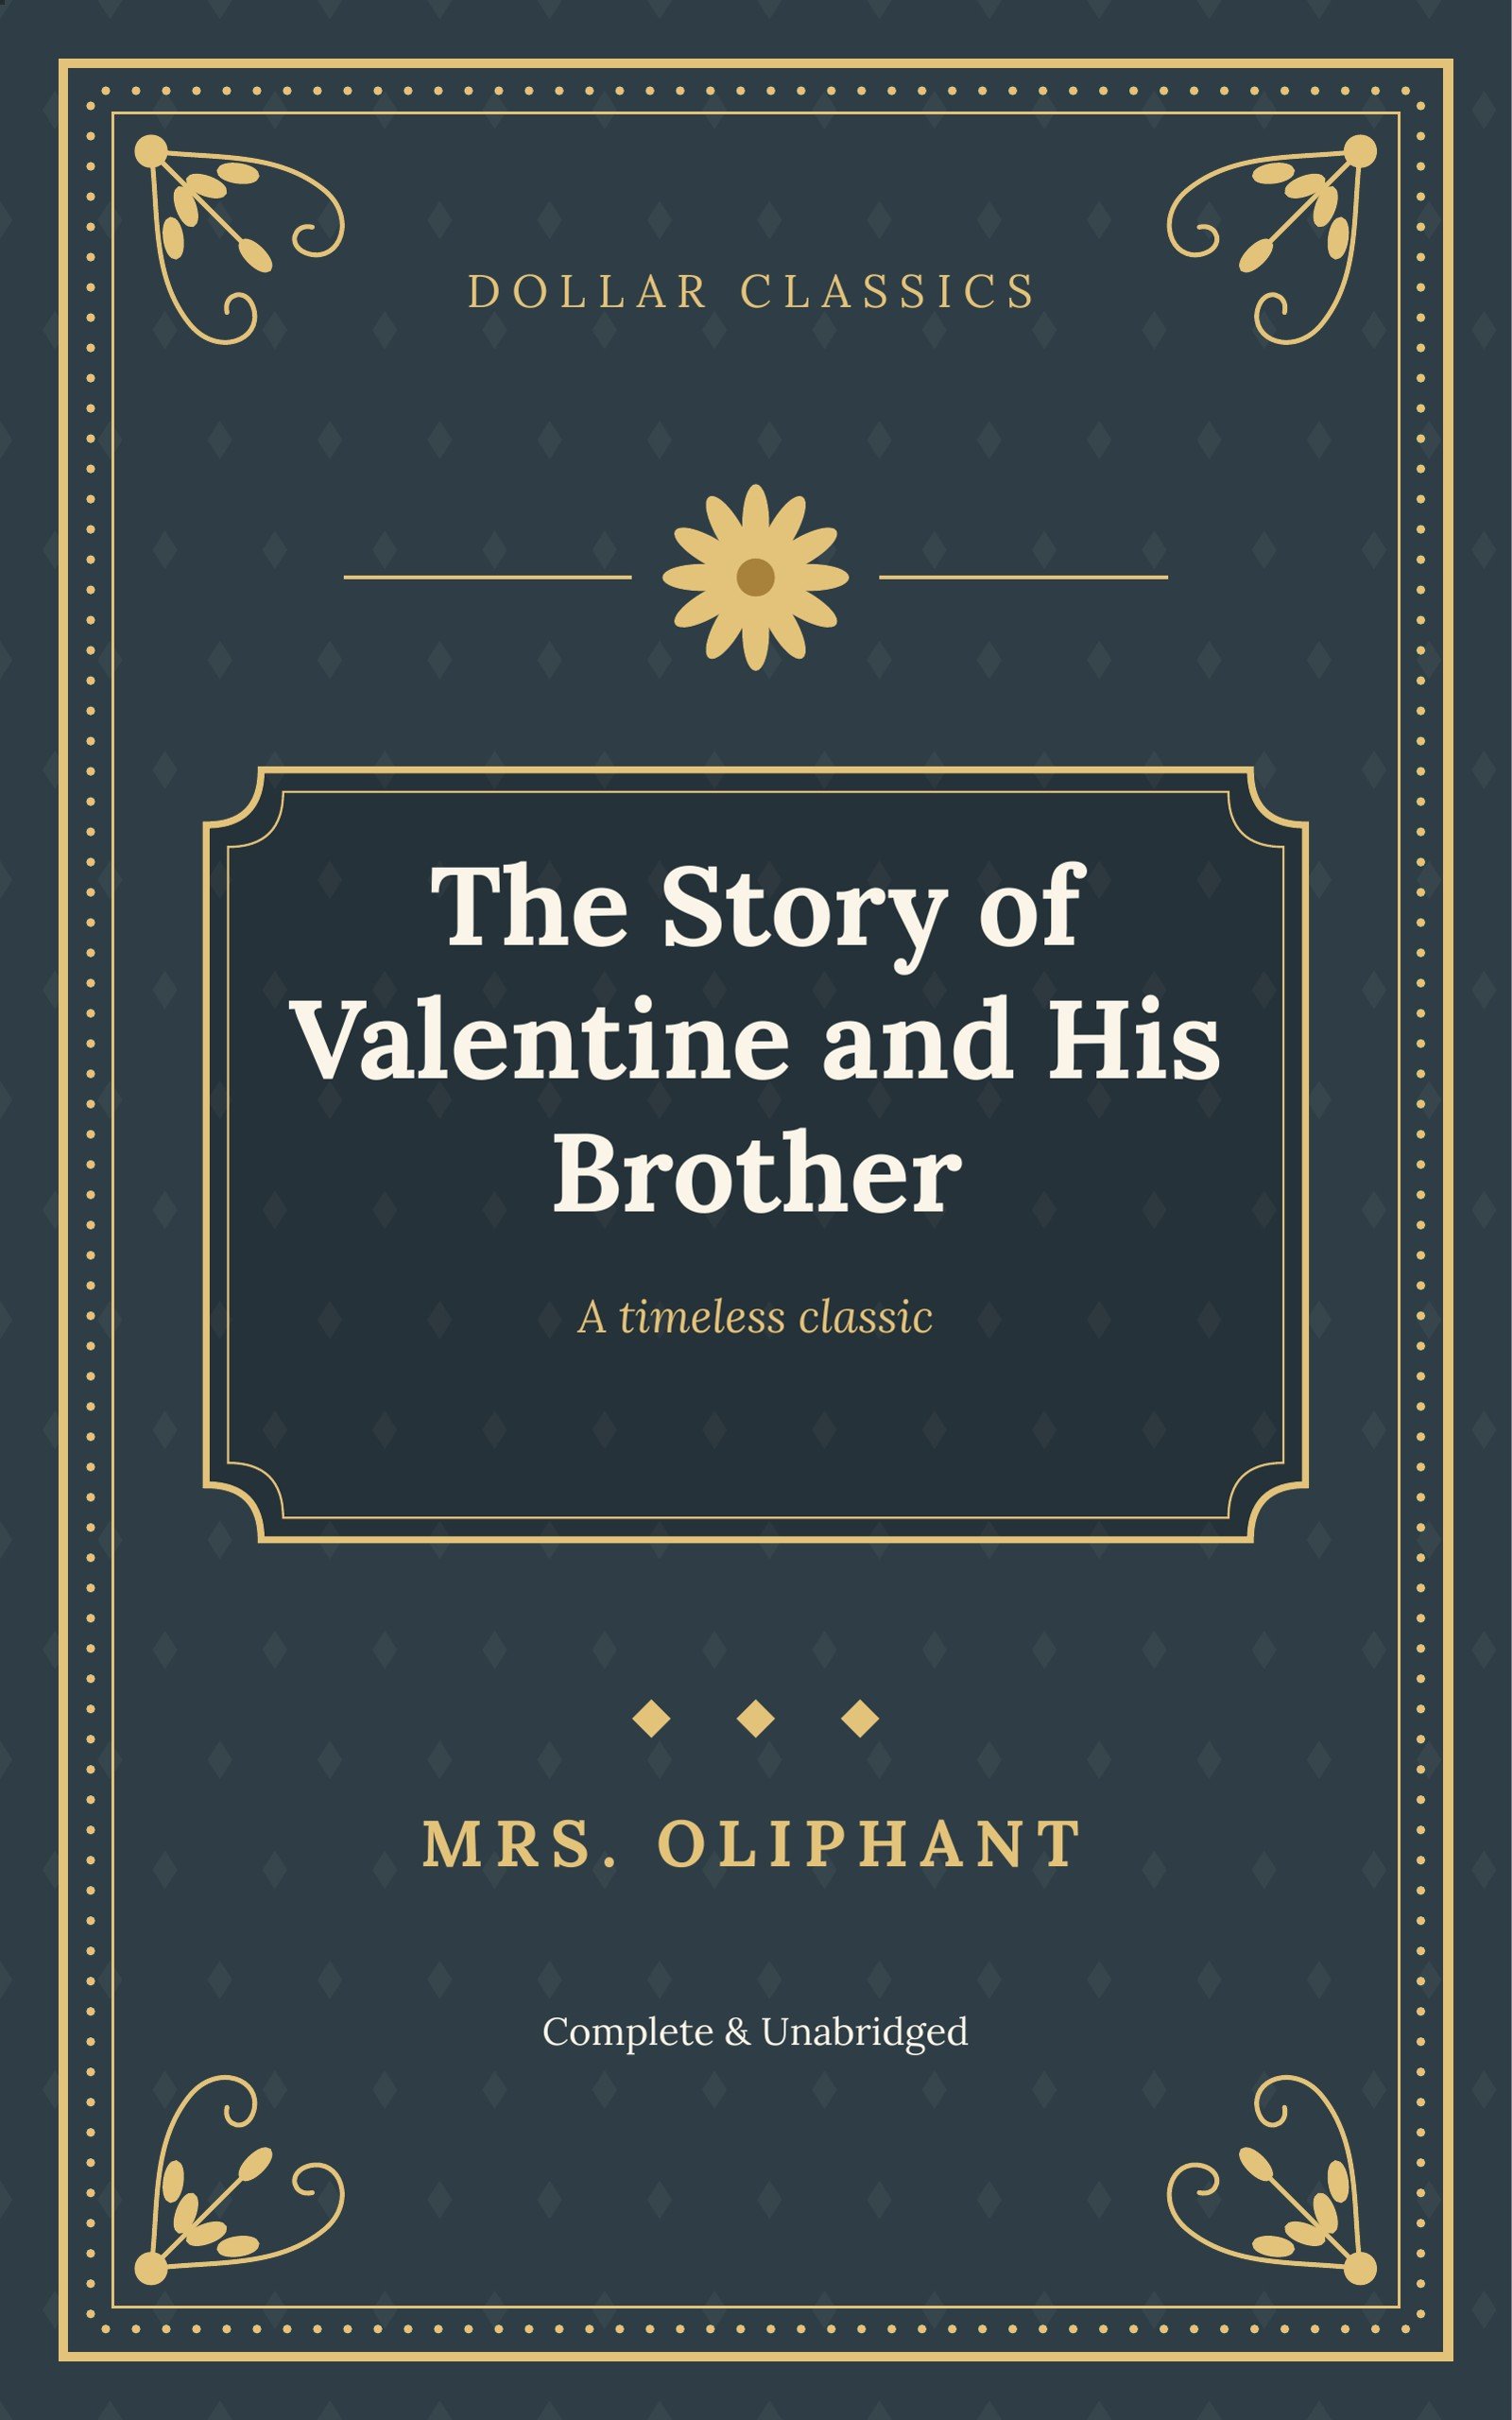 DOLLAR CLASSICS
The Story of
Valentine and His
Brother
A timeless classic
MRS. OLIPHANT
Complete & Unabridged